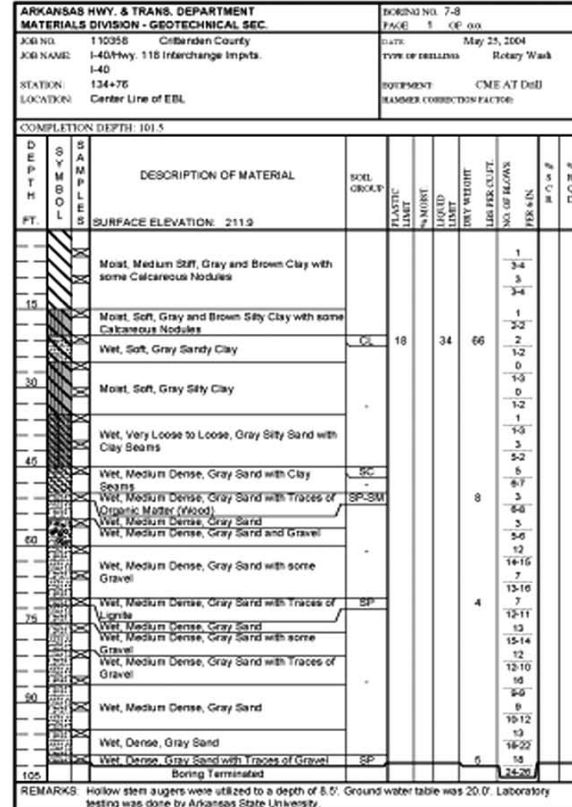 ARKANSAS HWY. & TRANS. DEPARTMENT
MATERIALS DIVISION - GEOTECHNICAL SEC.
BORING NO. 7-8
PAGE 1 OF
JOB NO. 110358 Crittenden County
JOB NAME: I-40/Hwy. 118 Interchange Impvts.
I-40
STATION: 134+76
LOCATION: Center Line of EBL
DATE May 25, 2004
TYPE OF DRILLING: Rotary Wash
EQUIPMENT: CME AT Drill
HAMMER CORRECTION FACTOR:
COMPLETION DEPTH: 101.5
DEPTH FT.
SYMBOL
SAMPLES
DESCRIPTION OF MATERIAL
SURFACE ELEVATION: 211.9
SOIL GROUP
PLASTIC LIMIT
% MOIST.
LIQUID LIMIT
DRY WEIGHT
LBS PER CU.FT.
NO. OF BLOWS
PER 6-IN.
% S C R
% R Q D
Moist, Medium Stiff, Gray and Brown Clay with
some Calcareous Nodules
1
3-4
3
3-4
15
Moist, Soft, Gray and Brown Silty Clay with some
Calcareous Nodules
1
2-2
CL 18 34 66 2
Wet, Soft, Gray Sandy Clay
1-2
0
30
Moist, Soft, Gray Silty Clay
1-3
0
1-2
1
Wet, Very Loose to Loose, Gray Silty Sand with
Clay Seams
1-3
3
45
5-2
Wet, Medium Dense, Gray Sand with Clay
Seams
SC
6-7
Wet, Medium Dense, Gray Sand with Traces of
Organic Matter (Wood)
SP-SM 8 3
Wet, Medium Dense, Gray Sand
3
Wet, Medium Dense, Gray Sand and Gravel
60
12
14-15
Wet, Medium Dense, Gray Sand with some
Gravel
7
13-16
Wet, Medium Dense, Gray Sand with Traces of
Lignite
SP 4 7
12-11
75
Wet, Medium Dense, Gray Sand
13
Wet, Medium Dense, Gray Sand with some
Gravel
15-14
12
Wet, Medium Dense, Gray Sand with Traces of
Gravel
12-10
16
90
Wet, Medium Dense, Gray Sand
10-12
13
Wet, Dense, Gray Sand
18-22
Wet, Dense, Gray Sand with Traces of Gravel
SP 5 18
Boring Terminated
24-26
105
REMARKS: Hollow stem augers were utilized to a depth of 8.5'. Ground water table was 20.0'. Laboratory
testing was done by Arkansas State University.